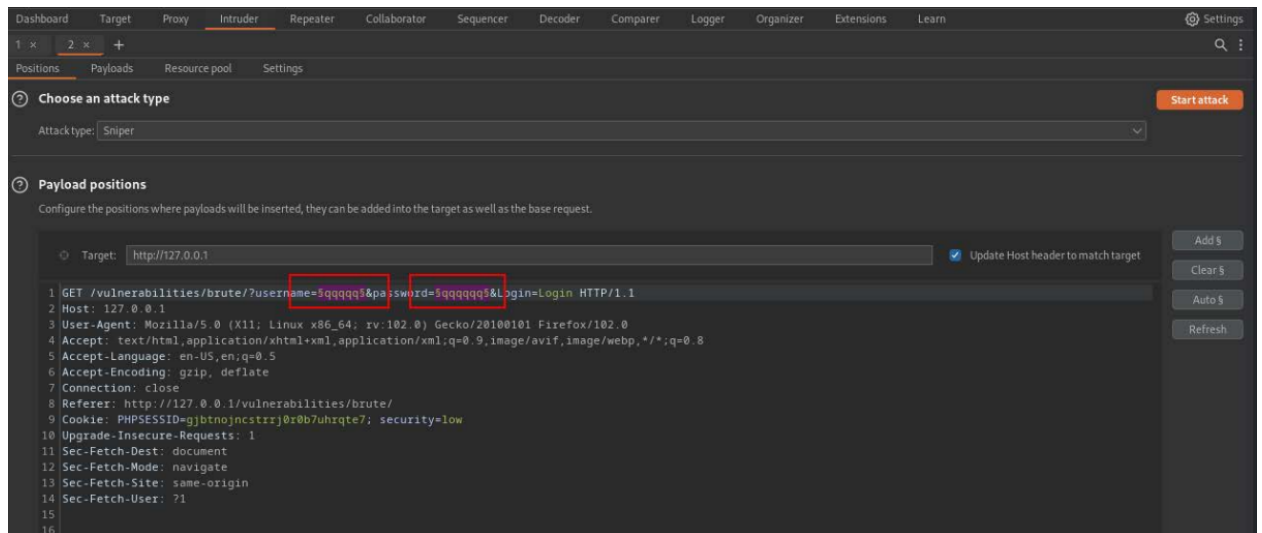 Dashboard Target Proxy Intruder Repeater Collaborator Sequencer Decoder Comparer Logger Organizer Extensions Learn Settings
1 × 2 × +
Positions Payloads Resource pool Settings
Choose an attack type Start attack
Attack type: Sniper
Payload positions
Configure the positions where payloads will be inserted, they can be added into the target as well as the base request.
Add §
Target: http://127.0.0.1 Update Host header to match target
Clear §
1 GET /vulnerabilities/brute/?username=§qqqqq§&password=§qqqqqq§&Login=Login HTTP/1.1
Auto §
2 Host: 127.0.0.1
3 User-Agent: Mozilla/5.0 (X11; Linux x86_64; rv:102.0) Gecko/20100101 Firefox/102.0
Refresh
4 Accept: text/html,application/xhtml+xml,application/xml;q=0.9,image/avif,image/webp,*/*;q=0.8
5 Accept-Language: en-US,en;q=0.5
6 Accept-Encoding: gzip, deflate
7 Connection: close
8 Referer: http://127.0.0.1/vulnerabilities/brute/
9 Cookie: PHPSESSID=gjbtnojncstrrj0r0b7uhrqte7; security=low
10 Upgrade-Insecure-Requests: 1
11 Sec-Fetch-Dest: document
12 Sec-Fetch-Mode: navigate
13 Sec-Fetch-Site: same-origin
14 Sec-Fetch-User: ?1
15
16